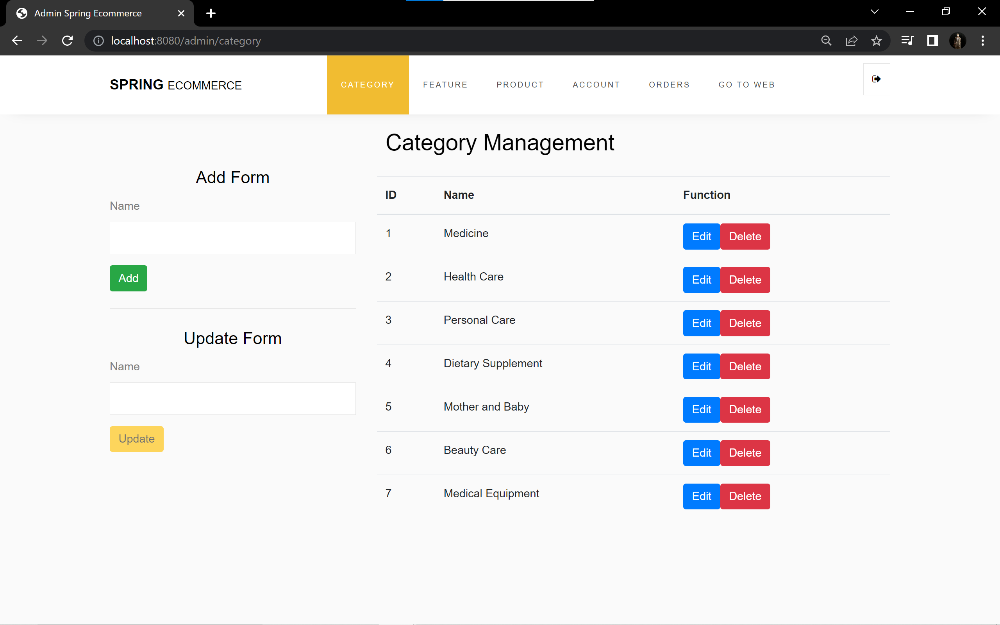 Admin Spring Ecommerce
localhost:8080/admin/category
SPRING ECOMMERCE
CATEGORY FEATURE PRODUCT ACCOUNT ORDERS GO TO WEB
Category Management
Add Form
Name
Add
Update Form
Name
Update
ID Name Function
1 Medicine Edit Delete
2 Health Care Edit Delete
3 Personal Care Edit Delete
4 Dietary Supplement Edit Delete
5 Mother and Baby Edit Delete
6 Beauty Care Edit Delete
7 Medical Equipment Edit Delete